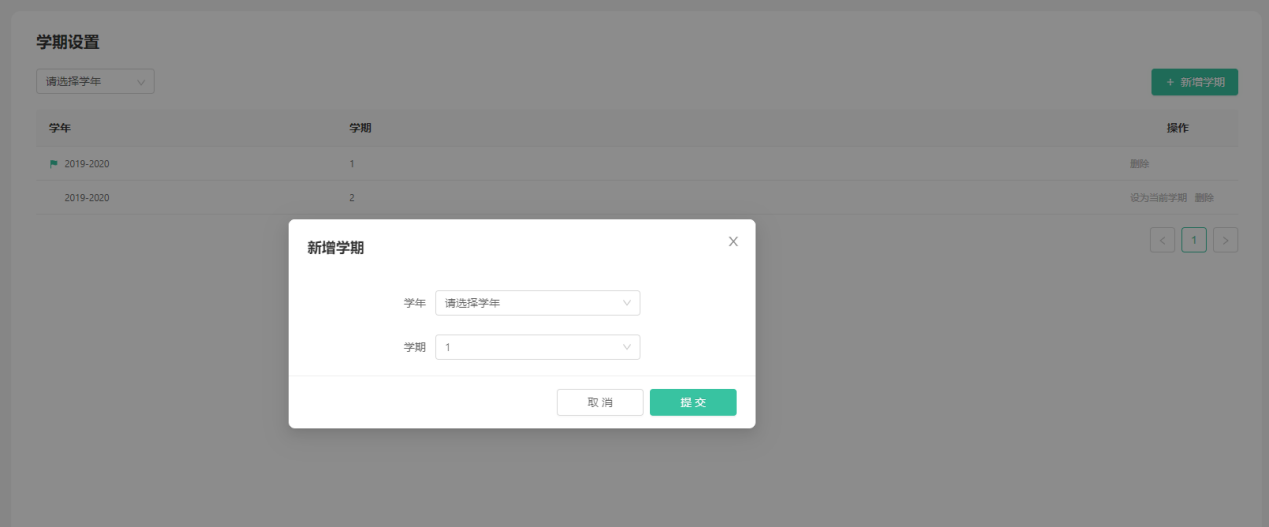 学期设置
请选择学年
+ 新增学期
学年 学期 操作
2019-2020 1 删除
2019-2020 2 设为当前学期 删除
< 1 >
新增学期
学年 请选择学年
学期 1
取消 提交